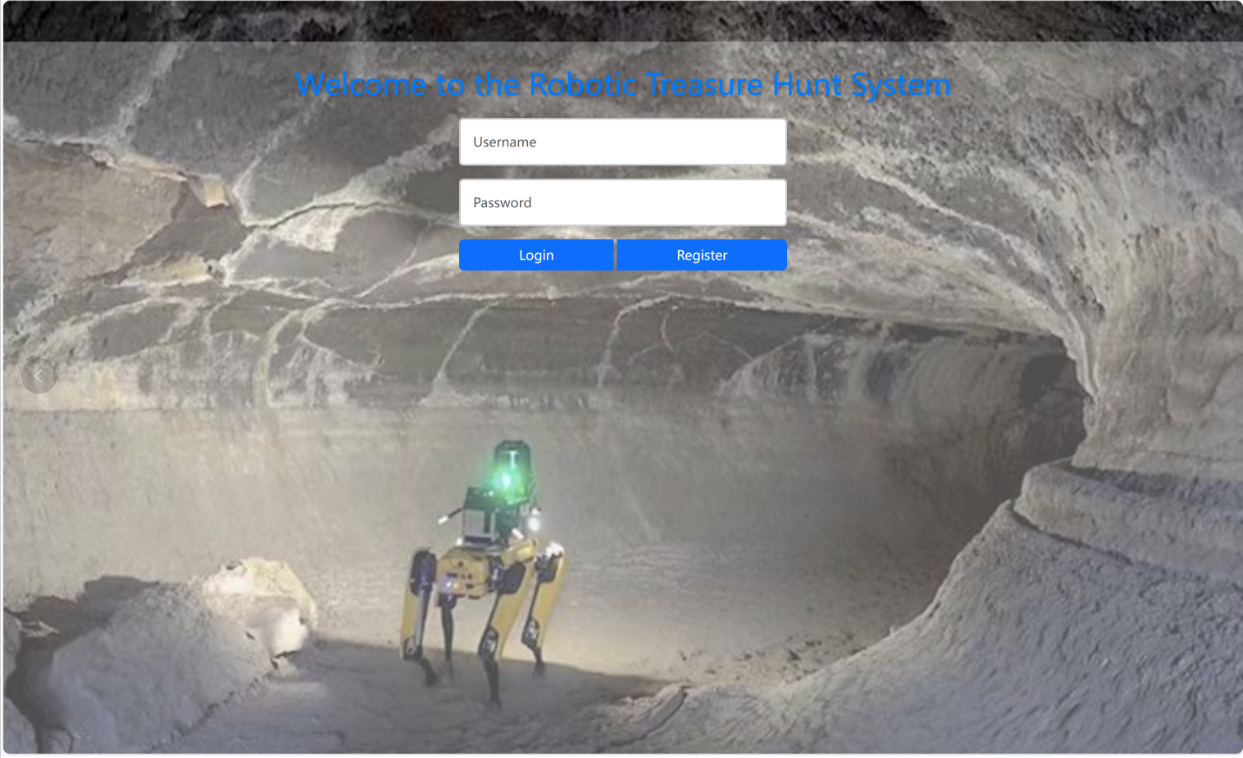 Welcome to the Robotic Treasure Hunt System
Username
Password
Login
Register